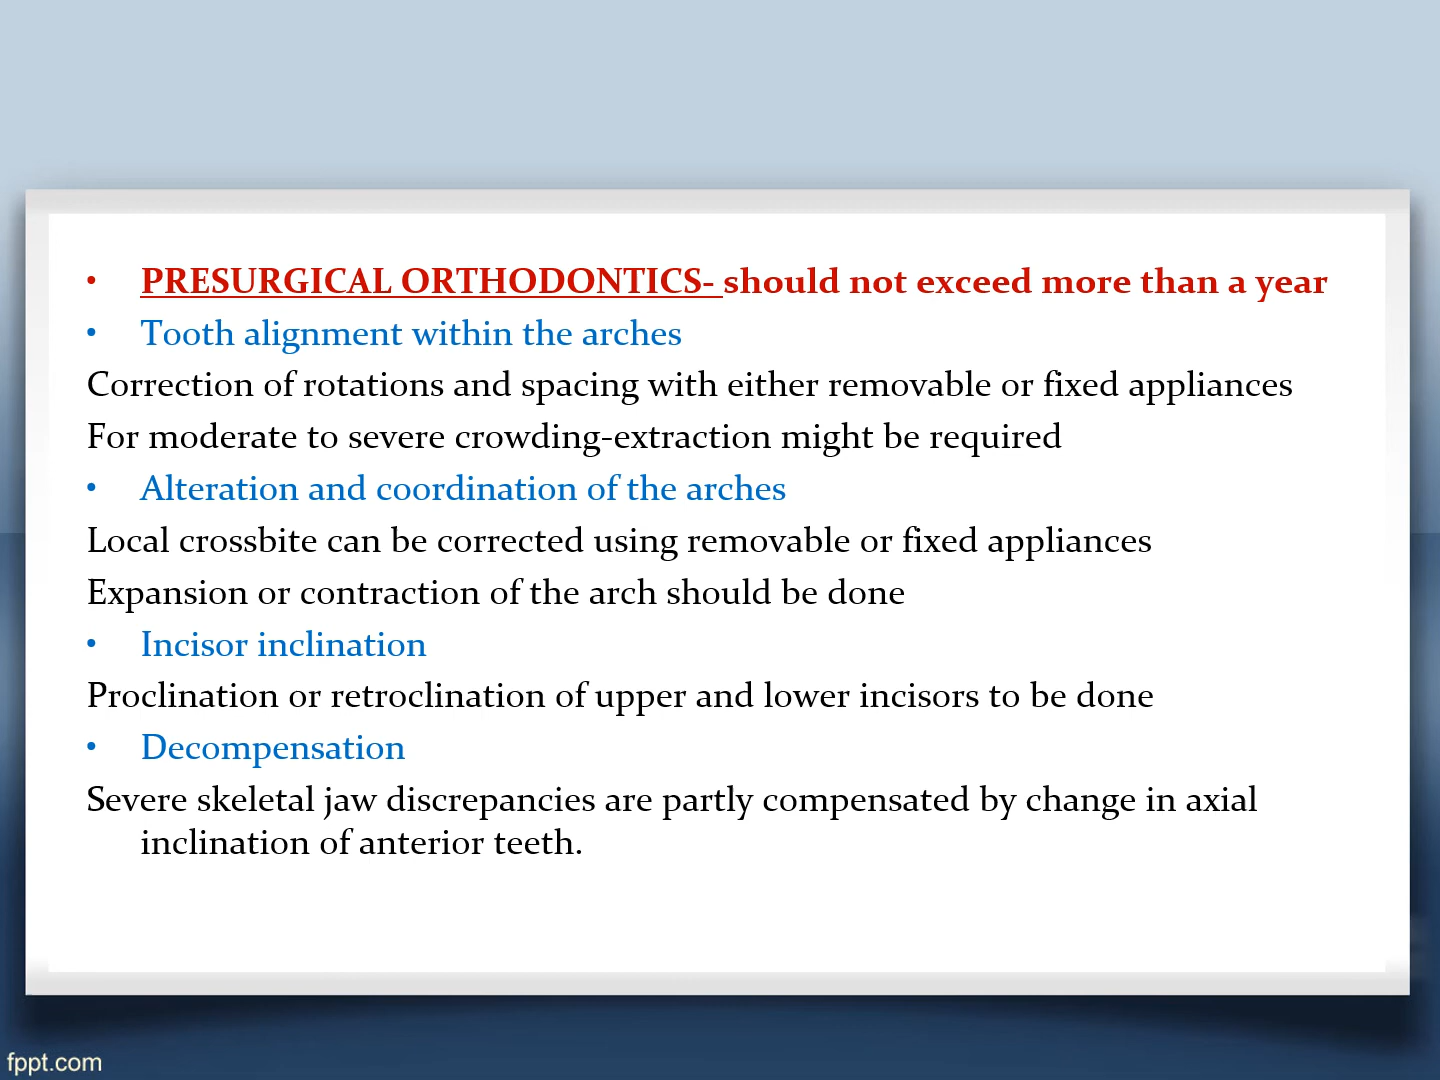 • PRESURGICAL ORTHODONTICS- should not exceed more than a year
• Tooth alignment within the arches
Correction of rotations and spacing with either removable or fixed appliances
For moderate to severe crowding-extraction might be required
• Alteration and coordination of the arches
Local crossbite can be corrected using removable or fixed appliances
Expansion or contraction of the arch should be done
• Incisor inclination
Proclination or retroclination of upper and lower incisors to be done
• Decompensation
Severe skeletal jaw discrepancies are partly compensated by change in axial
inclination of anterior teeth.
fppt.com